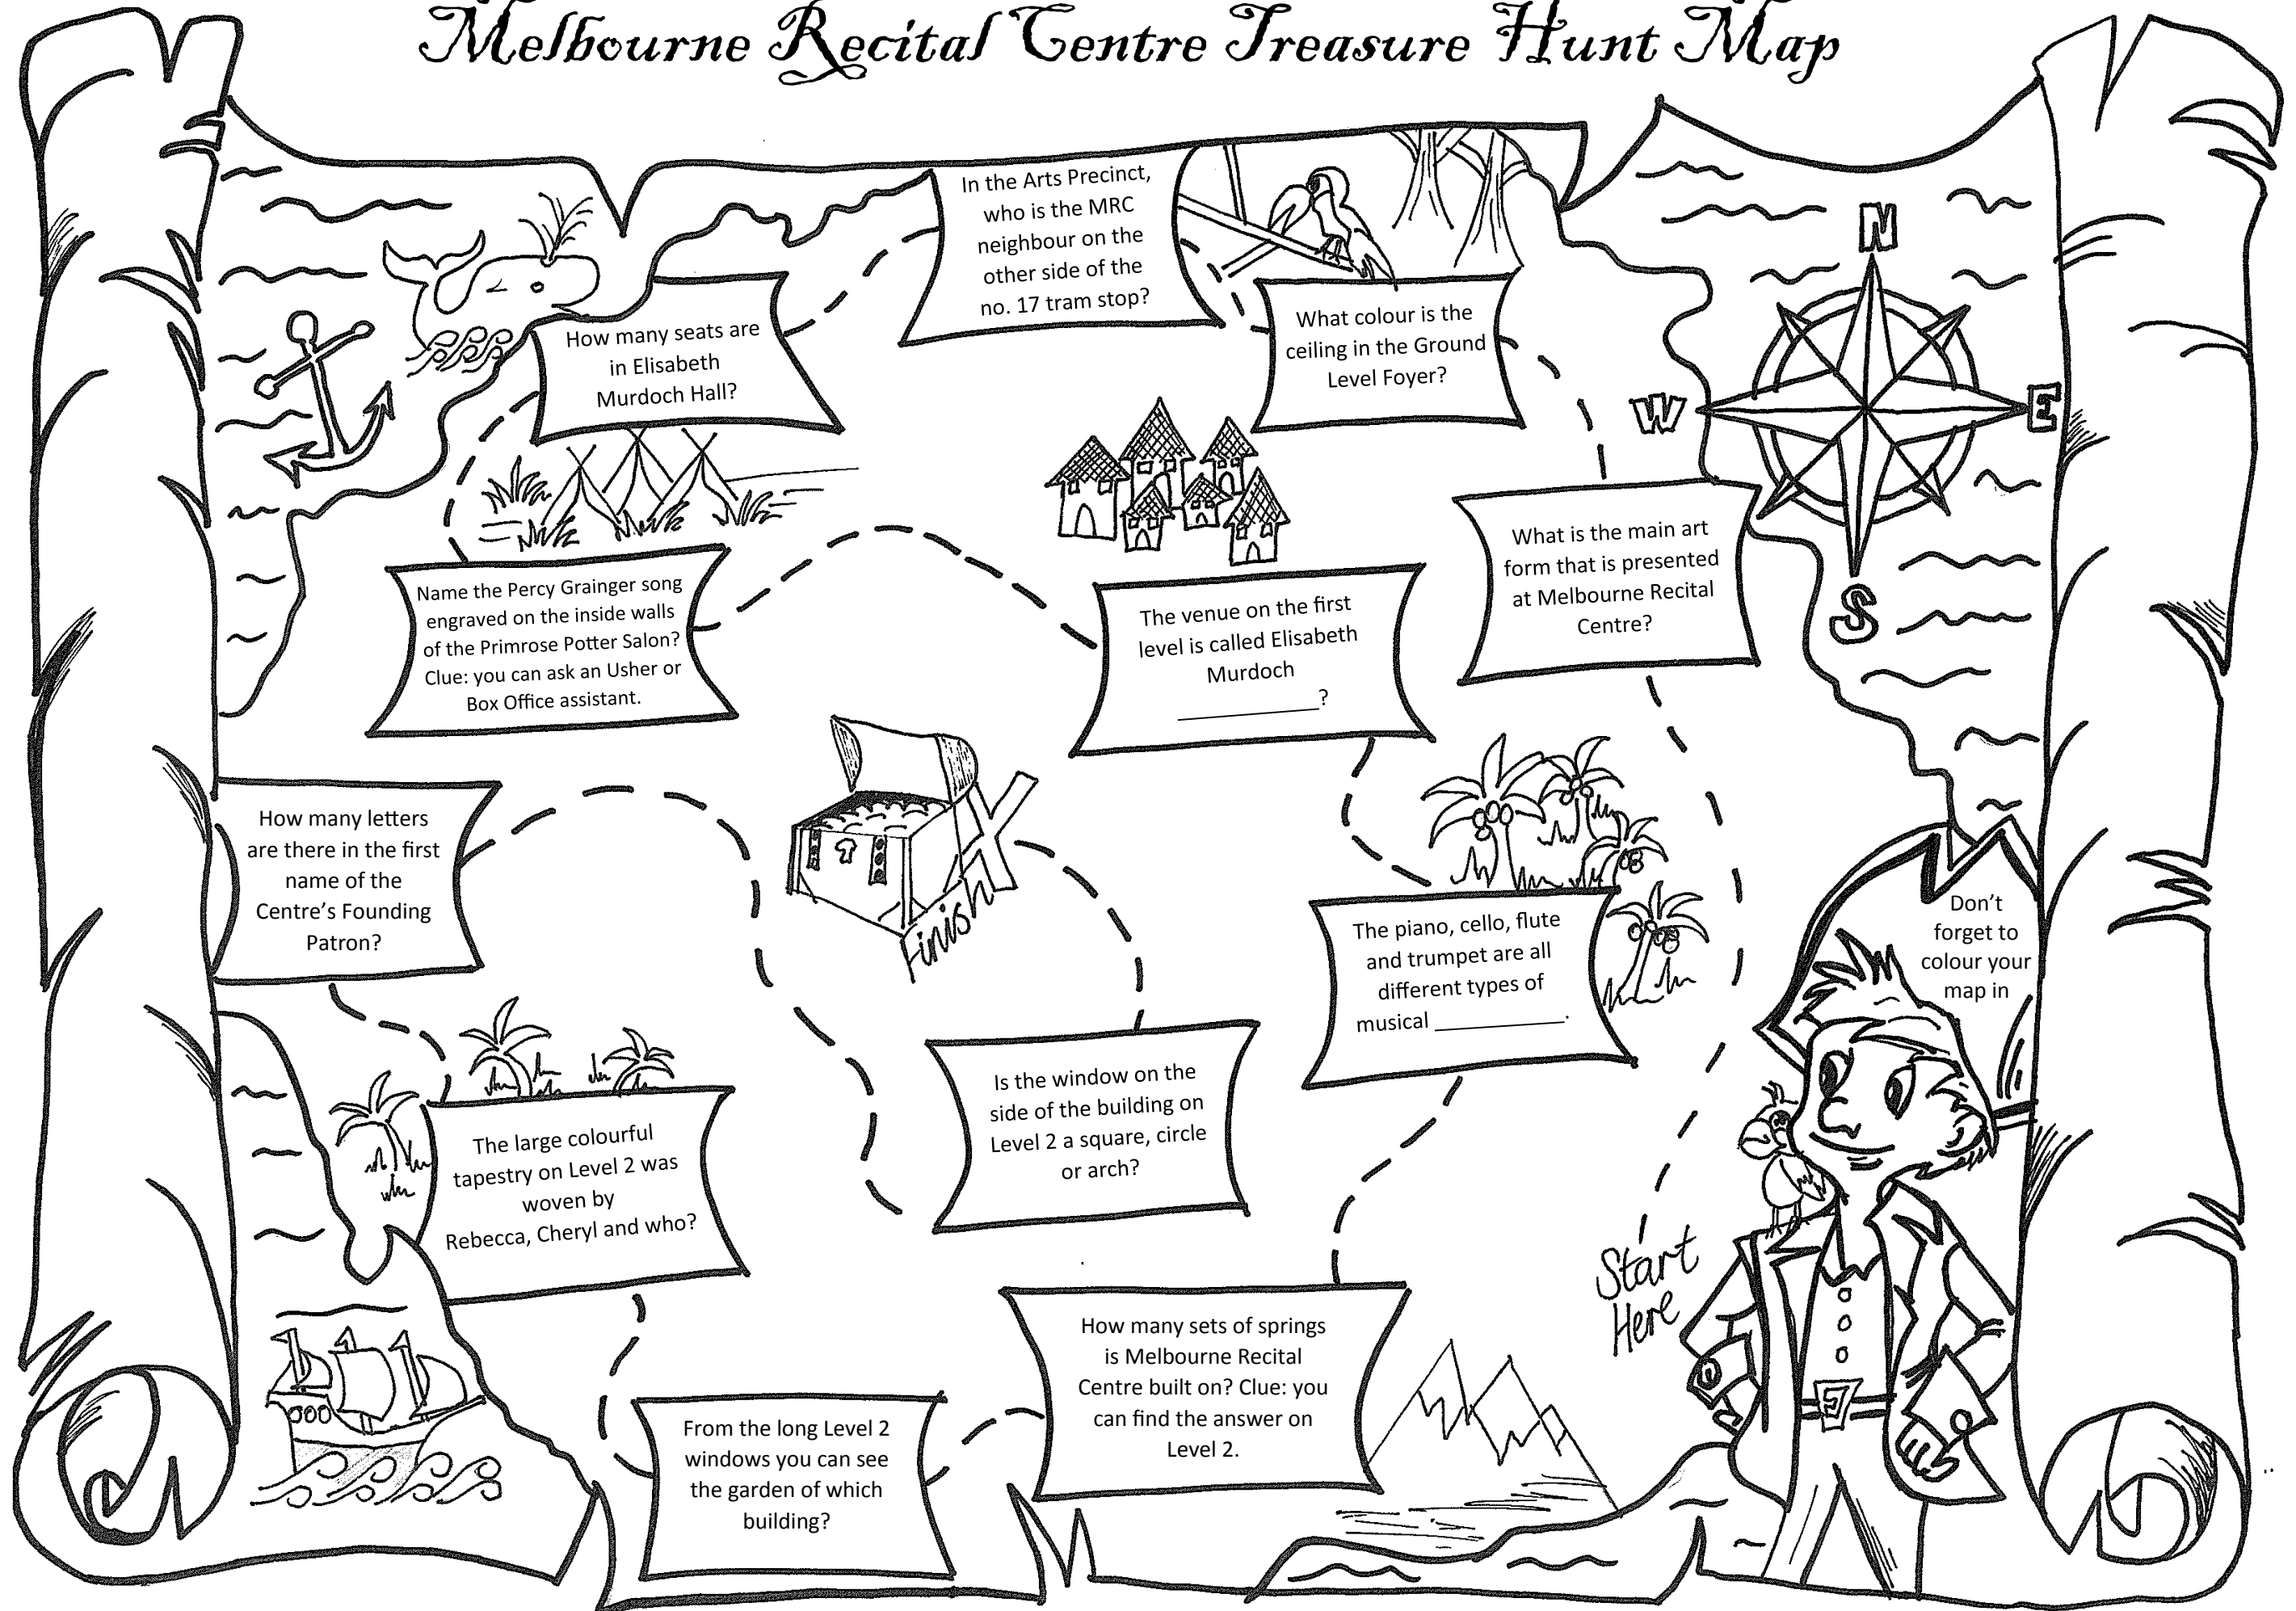 Melbourne Recital Centre Treasure Hunt Map
In the Arts Precinct,
who is the MRC
neighbour on the
other side of the
no. 17 tram stop?
N
W
E
S
How many seats are
in Elisabeth
Murdoch Hall?
What colour is the
ceiling in the Ground
Level Foyer?
What is the main art
form that is presented
at Melbourne Recital
Centre?
Name the Percy Grainger song
engraved on the inside walls
of the Primrose Potter Salon?
Clue: you can ask an Usher or
Box Office assistant.
The venue on the first
level is called Elisabeth
Murdoch
____________?
How many letters
are there in the first
name of the
Centre's Founding
Patron?
X
Finish
The piano, cello, flute
and trumpet are all
different types of
musical ___________.
Don't
forget to
colour your
map in
Is the window on the
side of the building on
Level 2 a square, circle
or arch?
The large colourful
tapestry on Level 2 was
woven by
Rebecca, Cheryl and who?
Start
Here
How many sets of springs
is Melbourne Recital
Centre built on? Clue: you
can find the answer on
Level 2.
From the long Level 2
windows you can see
the garden of which
building?